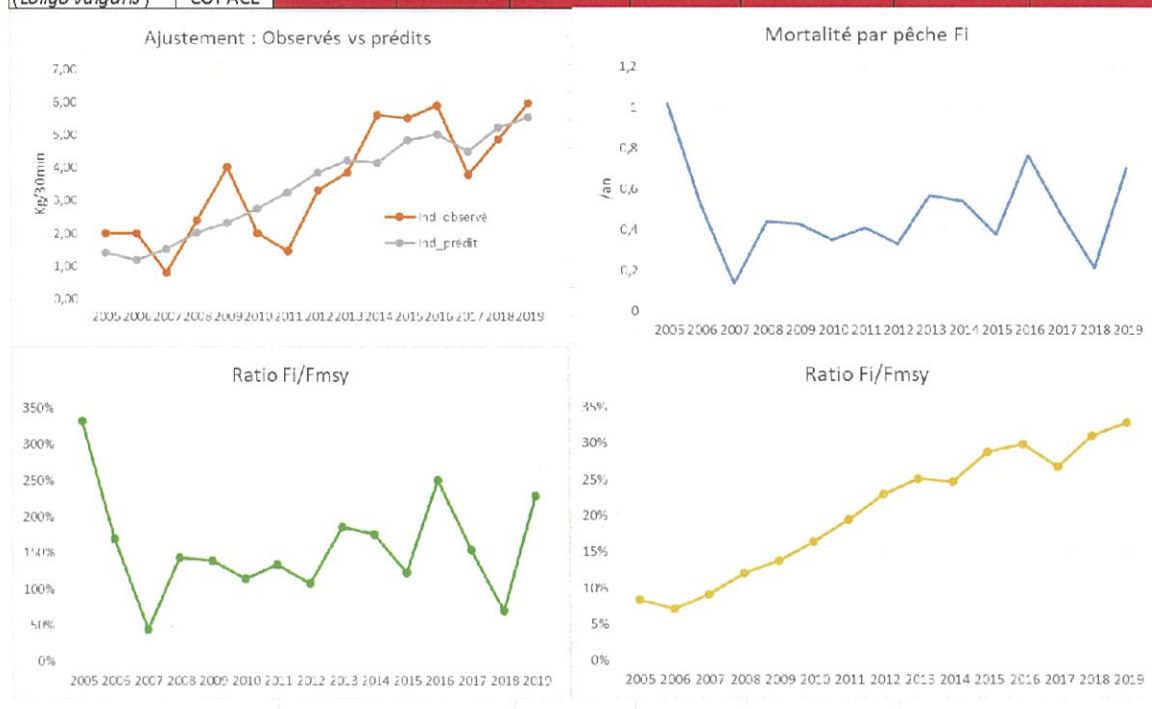 (Loligo vulgaris) COPACE
Ajustement : Observés vs prédits
7,00
6,00
5,00
4,00
3,00
2,00
1,00
0,00
Kg/30min
Ind_observé
Ind_prédit
2005 2006 2007 2008 2009 2010 2011 2012 2013 2014 2015 2016 2017 2018 2019
Mortalité par pêche Fi
1,2
1
0,8
0,6
0,4
0,2
0
/an
2005 2006 2007 2008 2009 2010 2011 2012 2013 2014 2015 2016 2017 2018 2019
Ratio Fi/Fmsy
350%
300%
250%
200%
150%
100%
50%
0%
2005 2006 2007 2008 2009 2010 2011 2012 2013 2014 2015 2016 2017 2018 2019
Ratio Fi/Fmsy
35%
30%
25%
20%
15%
10%
5%
0%
2005 2006 2007 2008 2009 2010 2011 2012 2013 2014 2015 2016 2017 2018 2019